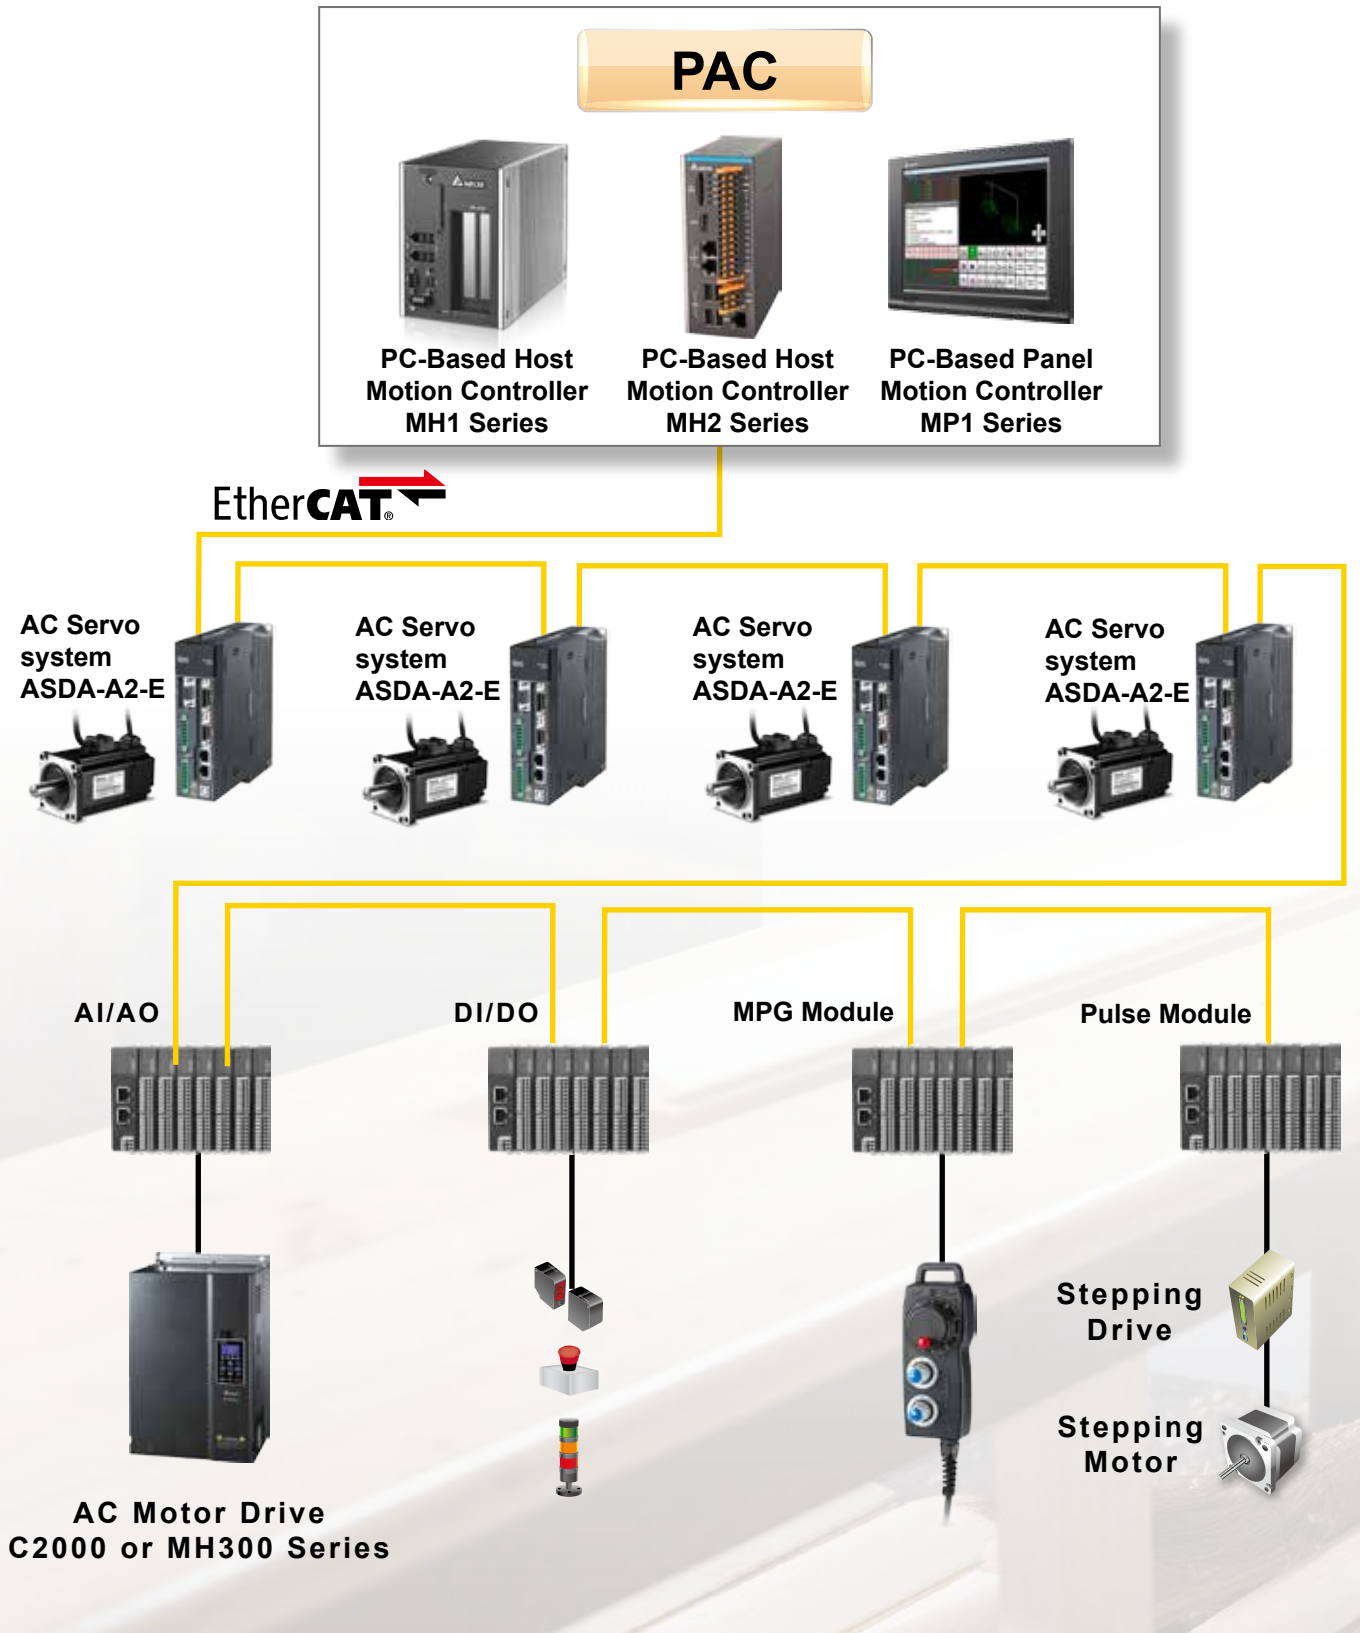 PAC
PC-Based Host
Motion Controller
MH1 Series
PC-Based Host
Motion Controller
MH2 Series
PC-Based Panel
Motion Controller
MP1 Series
EtherCAT®
AC Servo
system
ASDA-A2-E
AC Servo
system
ASDA-A2-E
AC Servo
system
ASDA-A2-E
AC Servo
system
ASDA-A2-E
AI/AO
DI/DO
MPG Module
Pulse Module
Stepping
Drive
Stepping
Motor
AC Motor Drive
C2000 or MH300 Series